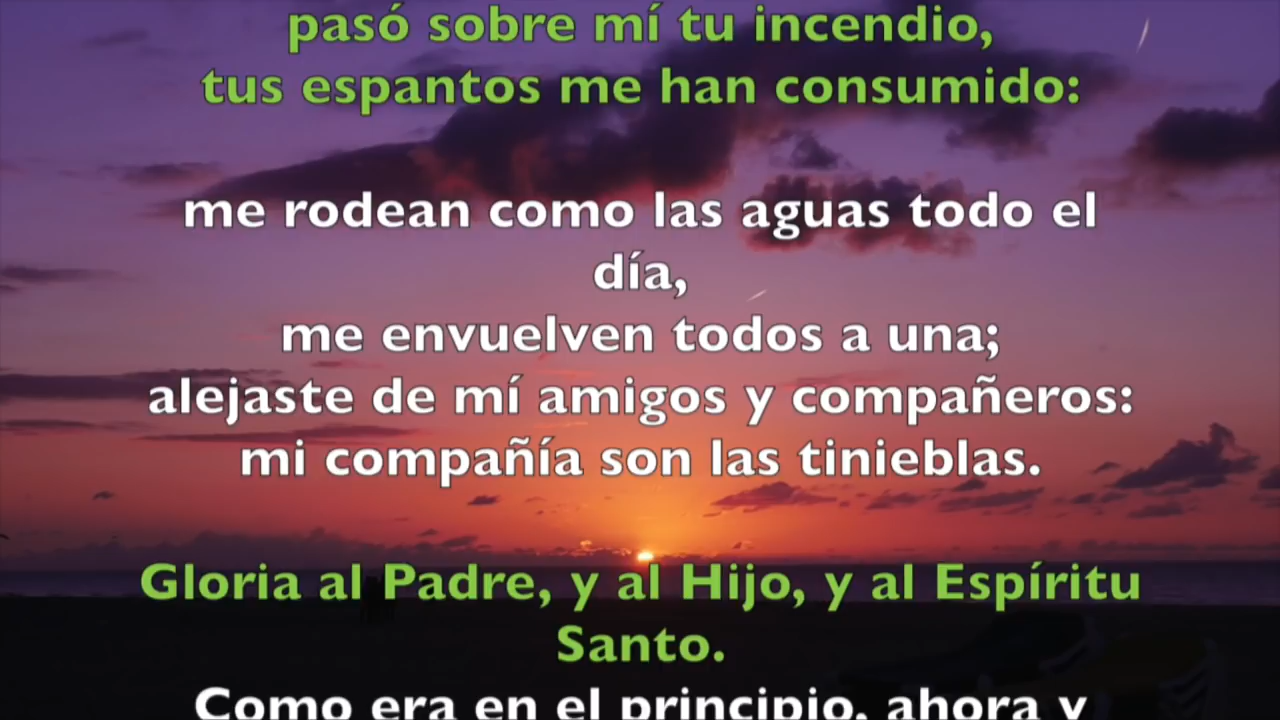 pasó sobre mí tu incendio,
tus espantos me han consumido:
me rodean como las aguas todo el
día,
me envuelven todos a una;
alejaste de mí amigos y compañeros:
mi compañía son las tinieblas.
Gloria al Padre, y al Hijo, y al Espíritu
Santo.
Como era en el principio, ahora y